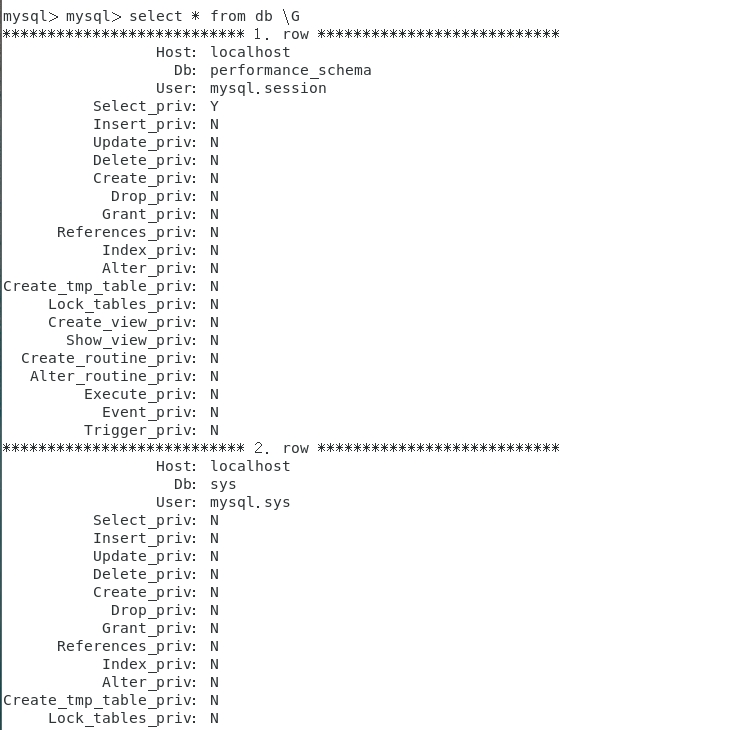 mysql> mysql> select * from db \G
*************************** 1. row ***************************
Host: localhost
Db: performance_schema
User: mysql.session
Select_priv: Y
Insert_priv: N
Update_priv: N
Delete_priv: N
Create_priv: N
Drop_priv: N
Grant_priv: N
References_priv: N
Index_priv: N
Alter_priv: N
Create_tmp_table_priv: N
Lock_tables_priv: N
Create_view_priv: N
Show_view_priv: N
Create_routine_priv: N
Alter_routine_priv: N
Execute_priv: N
Event_priv: N
Trigger_priv: N
*************************** 2. row ***************************
Host: localhost
Db: sys
User: mysql.sys
Select_priv: N
Insert_priv: N
Update_priv: N
Delete_priv: N
Create_priv: N
Drop_priv: N
Grant_priv: N
References_priv: N
Index_priv: N
Alter_priv: N
Create_tmp_table_priv: N
Lock_tables_priv: N